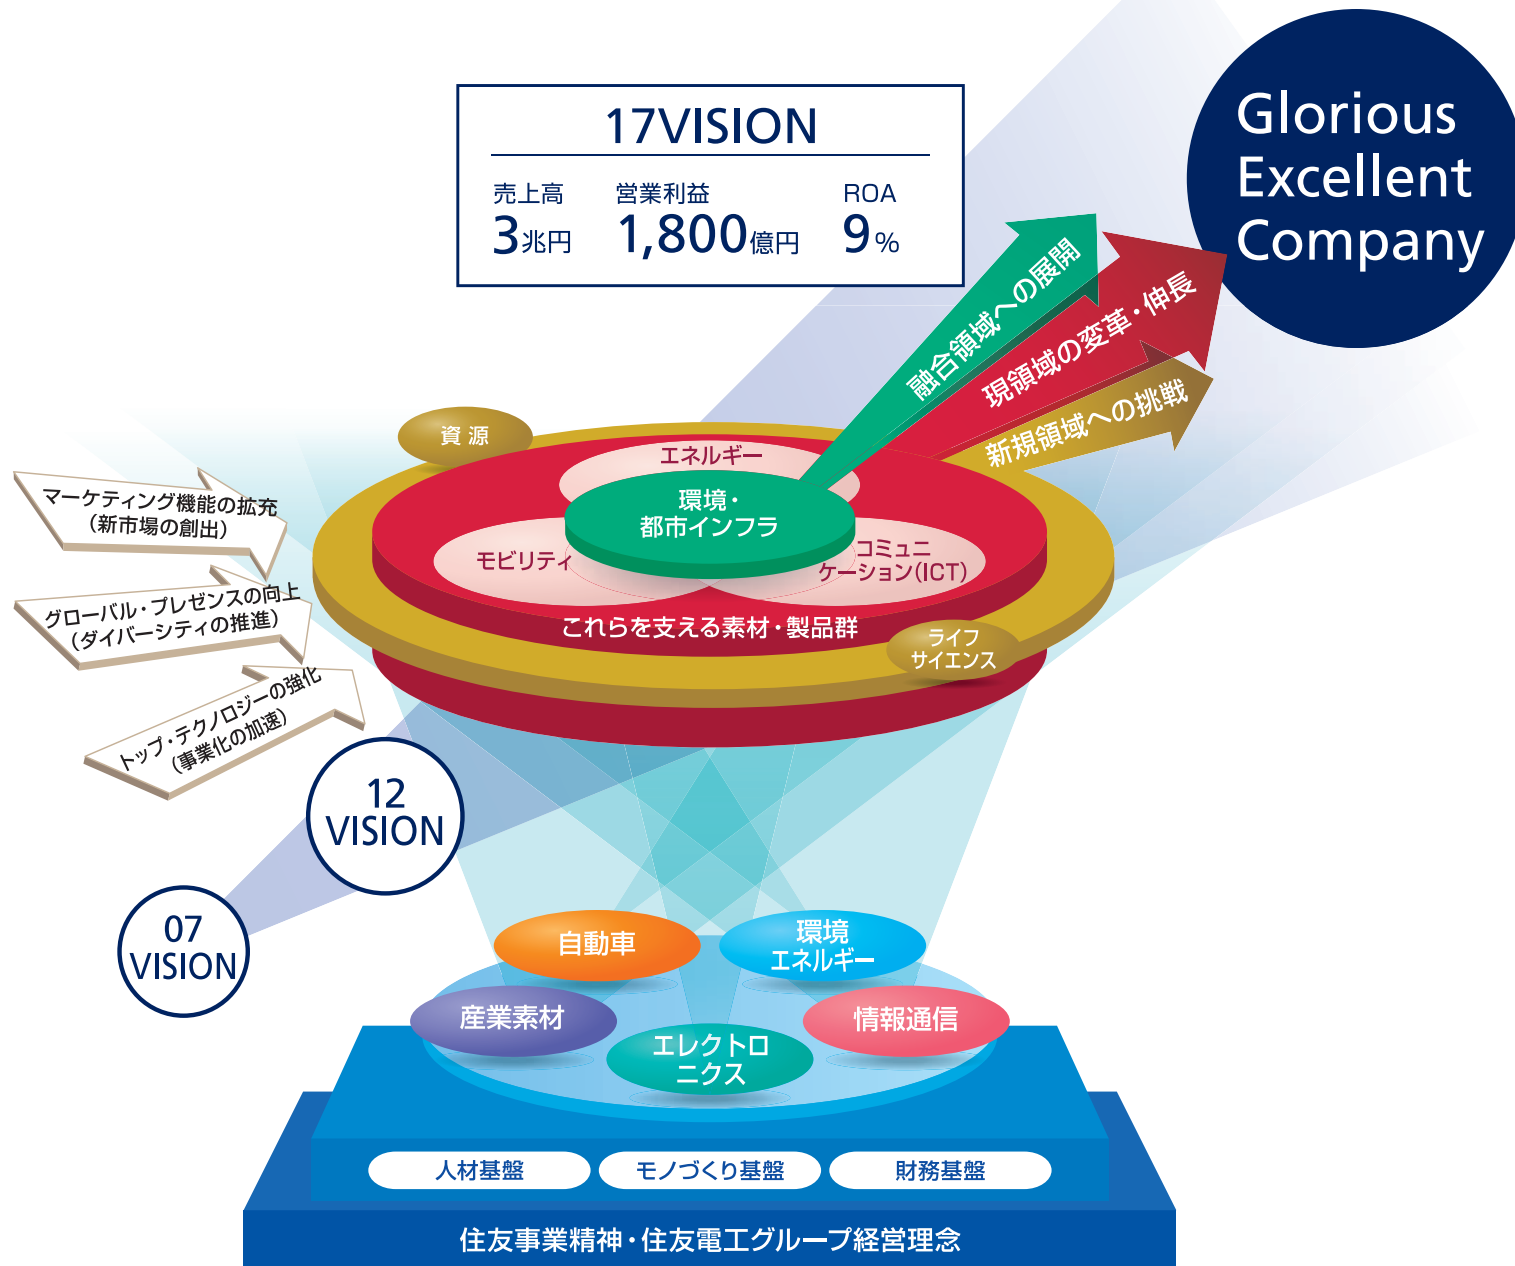 Glorious
Excellent
Company
17VISION
売上高
3兆円
営業利益
1,800億円
ROA
9%
融合領域への展開
現領域の変革・伸長
新規領域への挑戦
資源
エネルギー
環境・
都市インフラ
モビリティ
コミュニ
ケーション(ICT)
これらを支える素材・製品群
ライフ
サイエンス
マーケティング機能の拡充
(新市場の創出)
グローバル・プレゼンスの向上
(ダイバーシティの推進)
トップ・テクノロジーの強化
(事業化の加速)
12
VISION
07
VISION
自動車
環境
エネルギー
産業素材
情報通信
エレクトロ
ニクス
人材基盤
モノづくり基盤
財務基盤
住友事業精神・住友電工グループ経営理念